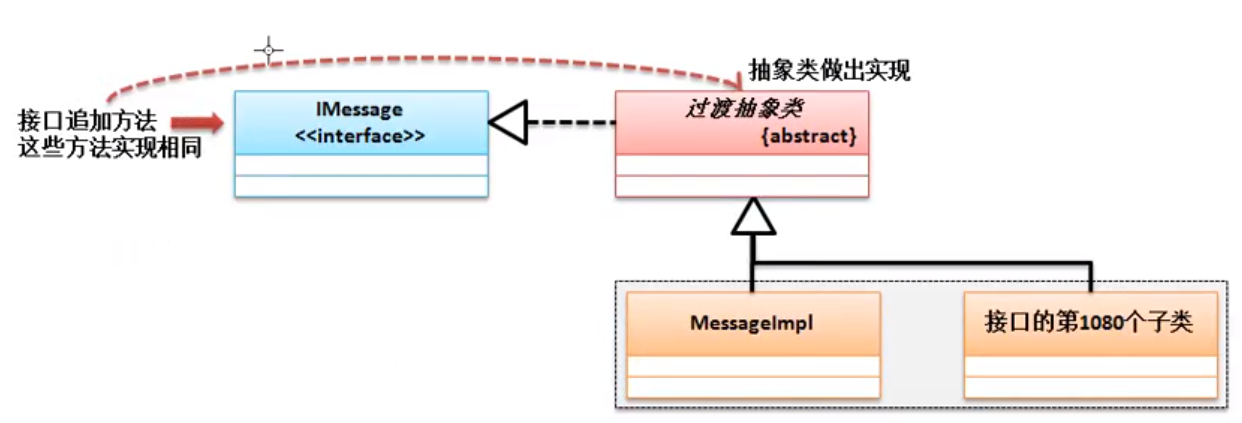 抽象类做出实现
接口追加方法
这些方法实现相同
IMessage
<<interface>>
过渡抽象类
{abstract}
MessageImpl
接口的第1080个子类